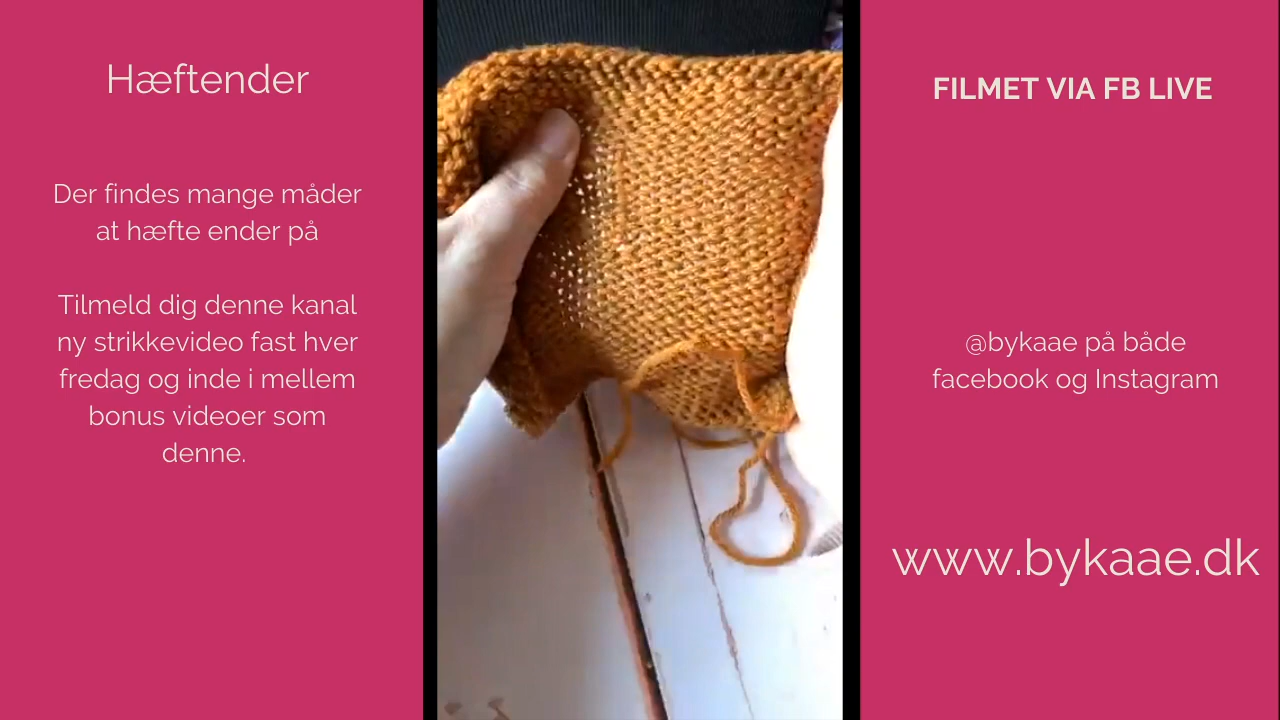 Hæftender
Der findes mange måder
at hæfte ender på
Tilmeld dig denne kanal
ny strikkevideo fast hver
fredag og inde i mellem
bonus videoer som
denne.
FILMET VIA FB LIVE
@bykaae på både
facebook og Instagram
www.bykaae.dk